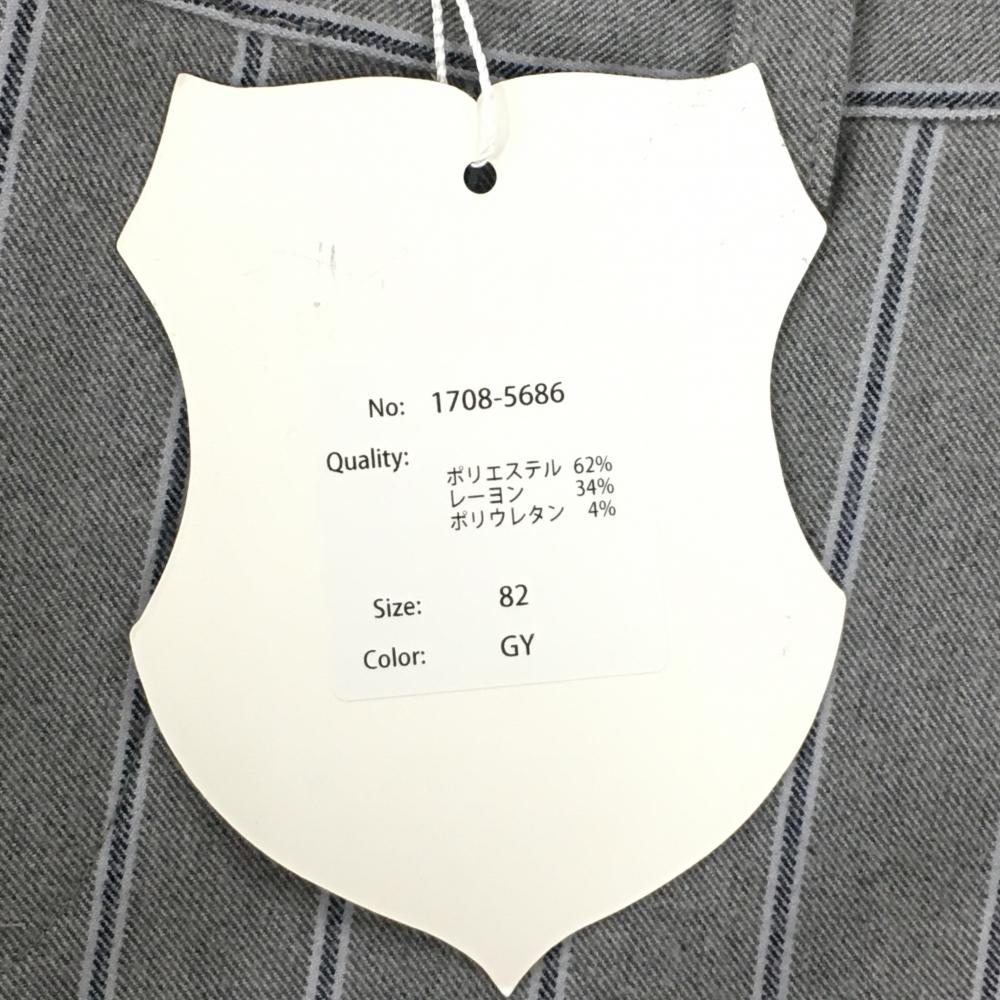 No: 1708-5686
Quality:
ポリエステル 62%
レーヨン 34%
ポリウレタン 4%
Size: 82
Color: GY